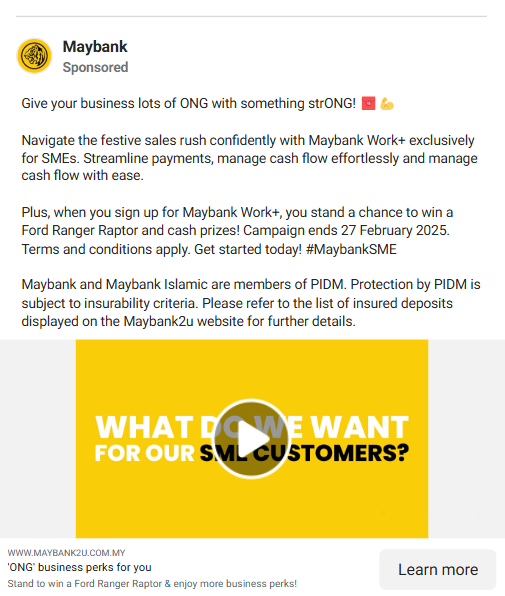 Maybank
Sponsored
Give your business lots of ONG with something strONG! 🧧💪
Navigate the festive sales rush confidently with Maybank Work+ exclusively
for SMEs. Streamline payments, manage cash flow effortlessly and manage
cash flow with ease.
Plus, when you sign up for Maybank Work+, you stand a chance to win a
Ford Ranger Raptor and cash prizes! Campaign ends 27 February 2025.
Terms and conditions apply. Get started today! #MaybankSME
Maybank and Maybank Islamic are members of PIDM. Protection by PIDM is
subject to insurability criteria. Please refer to the list of insured deposits
displayed on the Maybank2u website for further details.
WHAT DO WE WANT
FOR OUR SME CUSTOMERS?
WWW.MAYBANK2U.COM.MY
'ONG' business perks for you
Stand to win a Ford Ranger Raptor & enjoy more business perks!
Learn more